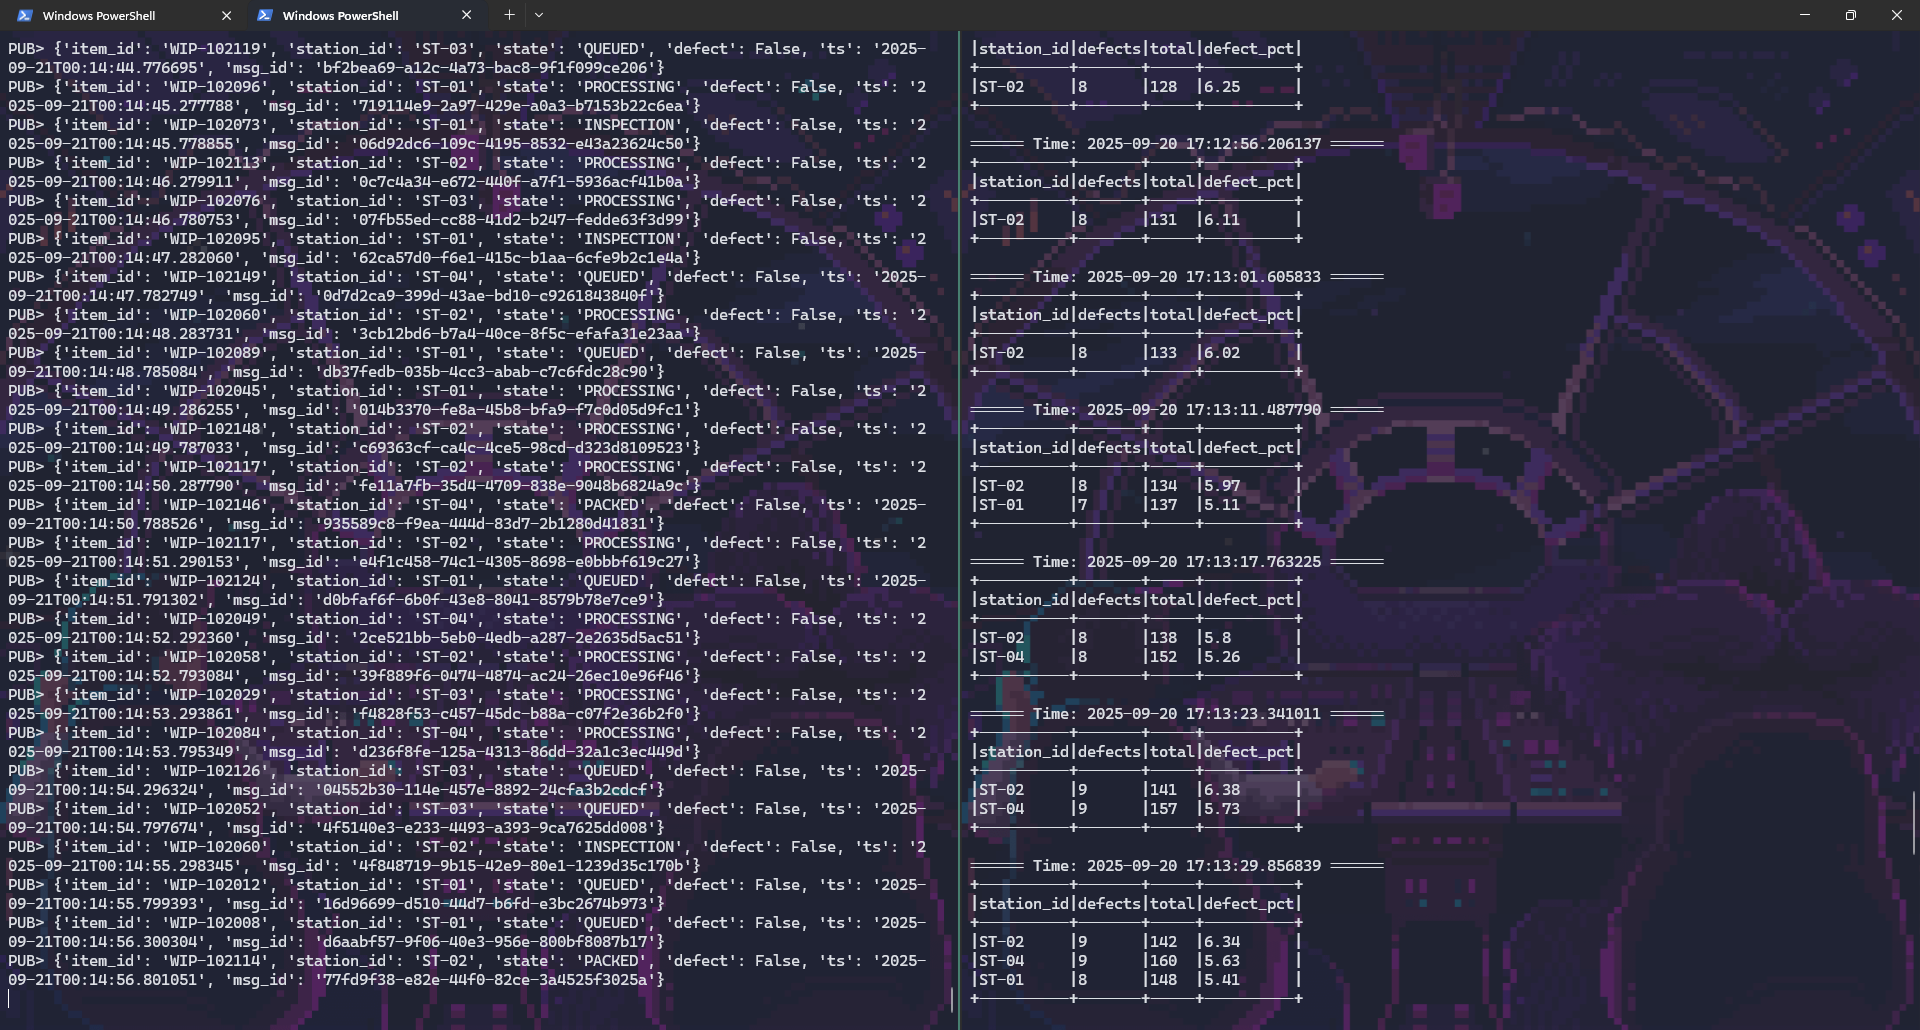 Windows PowerShell
Windows PowerShell
PUB> {'item_id': 'WIP-102119', 'station_id': 'ST-03', 'state': 'QUEUED', 'defect': False, 'ts': '2025-
09-21T00:14:44.776695', 'msg_id': 'bf2bea69-a12c-4a73-bac8-9f1f099ce206'}
PUB> {'item_id': 'WIP-102096', 'station_id': 'ST-01', 'state': 'PROCESSING', 'defect': False, 'ts': '2
025-09-21T00:14:45.277788', 'msg_id': '719114e9-2a97-429e-a0a3-b7153b22c6ea'}
PUB> {'item_id': 'WIP-102073', 'station_id': 'ST-01', 'state': 'INSPECTION', 'defect': False, 'ts': '2
025-09-21T00:14:45.778855', 'msg_id': '06d92dc6-109c-4195-8532-e43a23624c50'}
PUB> {'item_id': 'WIP-102113', 'station_id': 'ST-02', 'state': 'PROCESSING', 'defect': False, 'ts': '2
025-09-21T00:14:46.279911', 'msg_id': '0c7c4a34-e672-440f-a7f1-5936acf41b0a'}
PUB> {'item_id': 'WIP-102076', 'station_id': 'ST-03', 'state': 'PROCESSING', 'defect': False, 'ts': '2
025-09-21T00:14:46.780753', 'msg_id': '07fb55ed-cc88-41d2-b247-fedde63f3d99'}
PUB> {'item_id': 'WIP-102095', 'station_id': 'ST-01', 'state': 'INSPECTION', 'defect': False, 'ts': '2
025-09-21T00:14:47.282060', 'msg_id': '62ca57d0-f6e1-415c-b1aa-6cfe9b2c1e4a'}
PUB> {'item_id': 'WIP-102149', 'station_id': 'ST-04', 'state': 'QUEUED', 'defect': False, 'ts': '2025-
09-21T00:14:47.782749', 'msg_id': '0d7d2ca9-399d-43ae-bd10-c9261843840f'}
PUB> {'item_id': 'WIP-102060', 'station_id': 'ST-02', 'state': 'PROCESSING', 'defect': False, 'ts': '2
025-09-21T00:14:48.283731', 'msg_id': '3cb12bd6-b7a4-40ce-8f5c-efafa31e23aa'}
PUB> {'item_id': 'WIP-102089', 'station_id': 'ST-01', 'state': 'QUEUED', 'defect': False, 'ts': '2025-
09-21T00:14:48.785084', 'msg_id': 'db37fedb-035b-4cc3-abab-c7c6fdc28c90'}
PUB> {'item_id': 'WIP-102045', 'station_id': 'ST-01', 'state': 'PROCESSING', 'defect': False, 'ts': '2
025-09-21T00:14:49.286255', 'msg_id': '014b3370-fe8a-45b8-bfa9-f7c0d05d9fc1'}
PUB> {'item_id': 'WIP-102148', 'station_id': 'ST-02', 'state': 'PROCESSING', 'defect': False, 'ts': '2
025-09-21T00:14:49.787033', 'msg_id': 'c69363cf-ca4c-4ce5-98cd-d323d8109523'}
PUB> {'item_id': 'WIP-102117', 'station_id': 'ST-02', 'state': 'PROCESSING', 'defect': False, 'ts': '2
025-09-21T00:14:50.287790', 'msg_id': 'fe11a7fb-35d4-4709-838e-9048b6824a9c'}
PUB> {'item_id': 'WIP-102146', 'station_id': 'ST-04', 'state': 'PACKED', 'defect': False, 'ts': '2025-
09-21T00:14:50.788526', 'msg_id': '935589c8-f9ea-444d-83d7-2b1280d41831'}
PUB> {'item_id': 'WIP-102117', 'station_id': 'ST-02', 'state': 'PROCESSING', 'defect': False, 'ts': '2
025-09-21T00:14:51.290153', 'msg_id': 'e4f1c458-74c1-4305-8698-e0bbbf619c27'}
PUB> {'item_id': 'WIP-102124', 'station_id': 'ST-01', 'state': 'QUEUED', 'defect': False, 'ts': '2025-
09-21T00:14:51.791302', 'msg_id': 'd0bfaf6f-6b0f-43e8-8041-8579b78e7ce9'}
PUB> {'item_id': 'WIP-102049', 'station_id': 'ST-04', 'state': 'PROCESSING', 'defect': False, 'ts': '2
025-09-21T00:14:52.292360', 'msg_id': '2ce521bb-5eb0-4edb-a287-2e2635d5ac51'}
PUB> {'item_id': 'WIP-102058', 'station_id': 'ST-02', 'state': 'PROCESSING', 'defect': False, 'ts': '2
025-09-21T00:14:52.793084', 'msg_id': '39f889f6-0474-4874-ac24-26ec10e96f46'}
PUB> {'item_id': 'WIP-102029', 'station_id': 'ST-03', 'state': 'PROCESSING', 'defect': False, 'ts': '2
025-09-21T00:14:53.293861', 'msg_id': 'f4828f53-c457-45dc-b88a-c07f2e36b2f0'}
PUB> {'item_id': 'WIP-102084', 'station_id': 'ST-04', 'state': 'PROCESSING', 'defect': False, 'ts': '2
025-09-21T00:14:53.795349', 'msg_id': 'd236f8fe-125a-4313-86dd-32a1c3ec449d'}
PUB> {'item_id': 'WIP-102126', 'station_id': 'ST-03', 'state': 'QUEUED', 'defect': False, 'ts': '2025-
09-21T00:14:54.296324', 'msg_id': '04552b30-114e-457e-8892-24cfa3b2cdcf'}
PUB> {'item_id': 'WIP-102052', 'station_id': 'ST-03', 'state': 'QUEUED', 'defect': False, 'ts': '2025-
09-21T00:14:54.797674', 'msg_id': '4f5140e3-e233-4493-a393-9ca7625dd008'}
PUB> {'item_id': 'WIP-102060', 'station_id': 'ST-02', 'state': 'INSPECTION', 'defect': False, 'ts': '2
025-09-21T00:14:55.298345', 'msg_id': '4f848719-9b15-42e9-80e1-1239d35c170b'}
PUB> {'item_id': 'WIP-102012', 'station_id': 'ST-01', 'state': 'QUEUED', 'defect': False, 'ts': '2025-
09-21T00:14:55.799393', 'msg_id': '16d96699-d510-44d7-b6fd-e3bc2674b973'}
PUB> {'item_id': 'WIP-102008', 'station_id': 'ST-01', 'state': 'QUEUED', 'defect': False, 'ts': '2025-
09-21T00:14:56.300304', 'msg_id': 'd6aabf57-9f06-40e3-956e-800bf8087b17'}
PUB> {'item_id': 'WIP-102114', 'station_id': 'ST-02', 'state': 'PACKED', 'defect': False, 'ts': '2025-
09-21T00:14:56.801051', 'msg_id': '77fd9f38-e82e-44f0-82ce-3a4525f3025a'}
|station_id|defects|total|defect_pct|
+----------+-------+-----+----------+
|ST-02     |8      |128  |6.25      |
+----------+-------+-----+----------+
====== Time: 2025-09-20 17:12:56.206137 ======
+----------+-------+-----+----------+
|station_id|defects|total|defect_pct|
+----------+-------+-----+----------+
|ST-02     |8      |131  |6.11      |
+----------+-------+-----+----------+
====== Time: 2025-09-20 17:13:01.605833 ======
+----------+-------+-----+----------+
|station_id|defects|total|defect_pct|
+----------+-------+-----+----------+
|ST-02     |8      |133  |6.02      |
+----------+-------+-----+----------+
====== Time: 2025-09-20 17:13:11.487790 ======
+----------+-------+-----+----------+
|station_id|defects|total|defect_pct|
+----------+-------+-----+----------+
|ST-02     |8      |134  |5.97      |
|ST-01     |7      |137  |5.11      |
+----------+-------+-----+----------+
====== Time: 2025-09-20 17:13:17.763225 ======
+----------+-------+-----+----------+
|station_id|defects|total|defect_pct|
+----------+-------+-----+----------+
|ST-02     |8      |138  |5.8       |
|ST-04     |8      |152  |5.26      |
+----------+-------+-----+----------+
====== Time: 2025-09-20 17:13:23.341011 ======
+----------+-------+-----+----------+
|station_id|defects|total|defect_pct|
+----------+-------+-----+----------+
|ST-02     |9      |141  |6.38      |
|ST-04     |9      |157  |5.73      |
+----------+-------+-----+----------+
====== Time: 2025-09-20 17:13:29.856839 ======
+----------+-------+-----+----------+
|station_id|defects|total|defect_pct|
+----------+-------+-----+----------+
|ST-02     |9      |142  |6.34      |
|ST-04     |9      |160  |5.63      |
|ST-01     |8      |148  |5.41      |
+----------+-------+-----+----------+